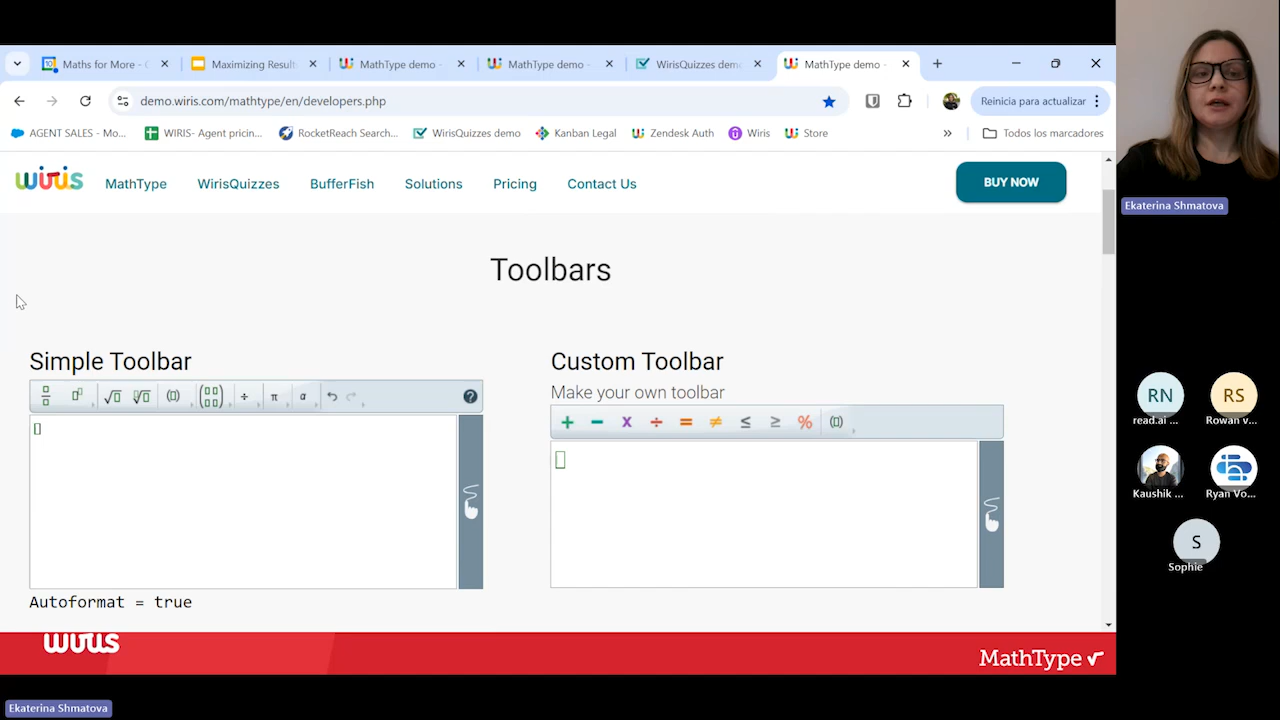 Maths for More - G
Maximizing Result
MathType demo -
MathType demo -
WirisQuizzes demo
MathType demo -
demo.wiris.com/mathtype/en/developers.php
Reinicia para actualizar
AGENT SALES - Mo...
WIRIS- Agent pricin...
RocketReach Search...
WirisQuizzes demo
Kanban Legal
Zendesk Auth
Wiris
Store
»
Todos los marcadores
wiris
MathType
WirisQuizzes
BufferFish
Solutions
Pricing
Contact Us
BUY NOW
Toolbars
Simple Toolbar
Custom Toolbar
Make your own toolbar
÷ π α
+ − x ÷ = ≠ ≤ ≥ %
Autoformat = true
wiris
MathType
Ekaterina Shmatova
RN
read.ai ...
RS
Rowan v...
Kaushik ...
Ryan Vo...
S
Sophie
Ekaterina Shmatova